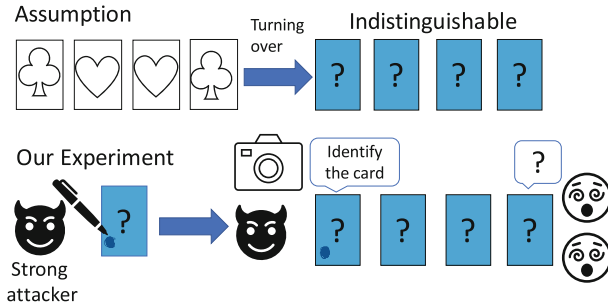 Assumption
Turning
over
Indistinguishable
? ? ? ?
Our Experiment
Identify
the card
?
?
? ? ? ?
Strong
attacker